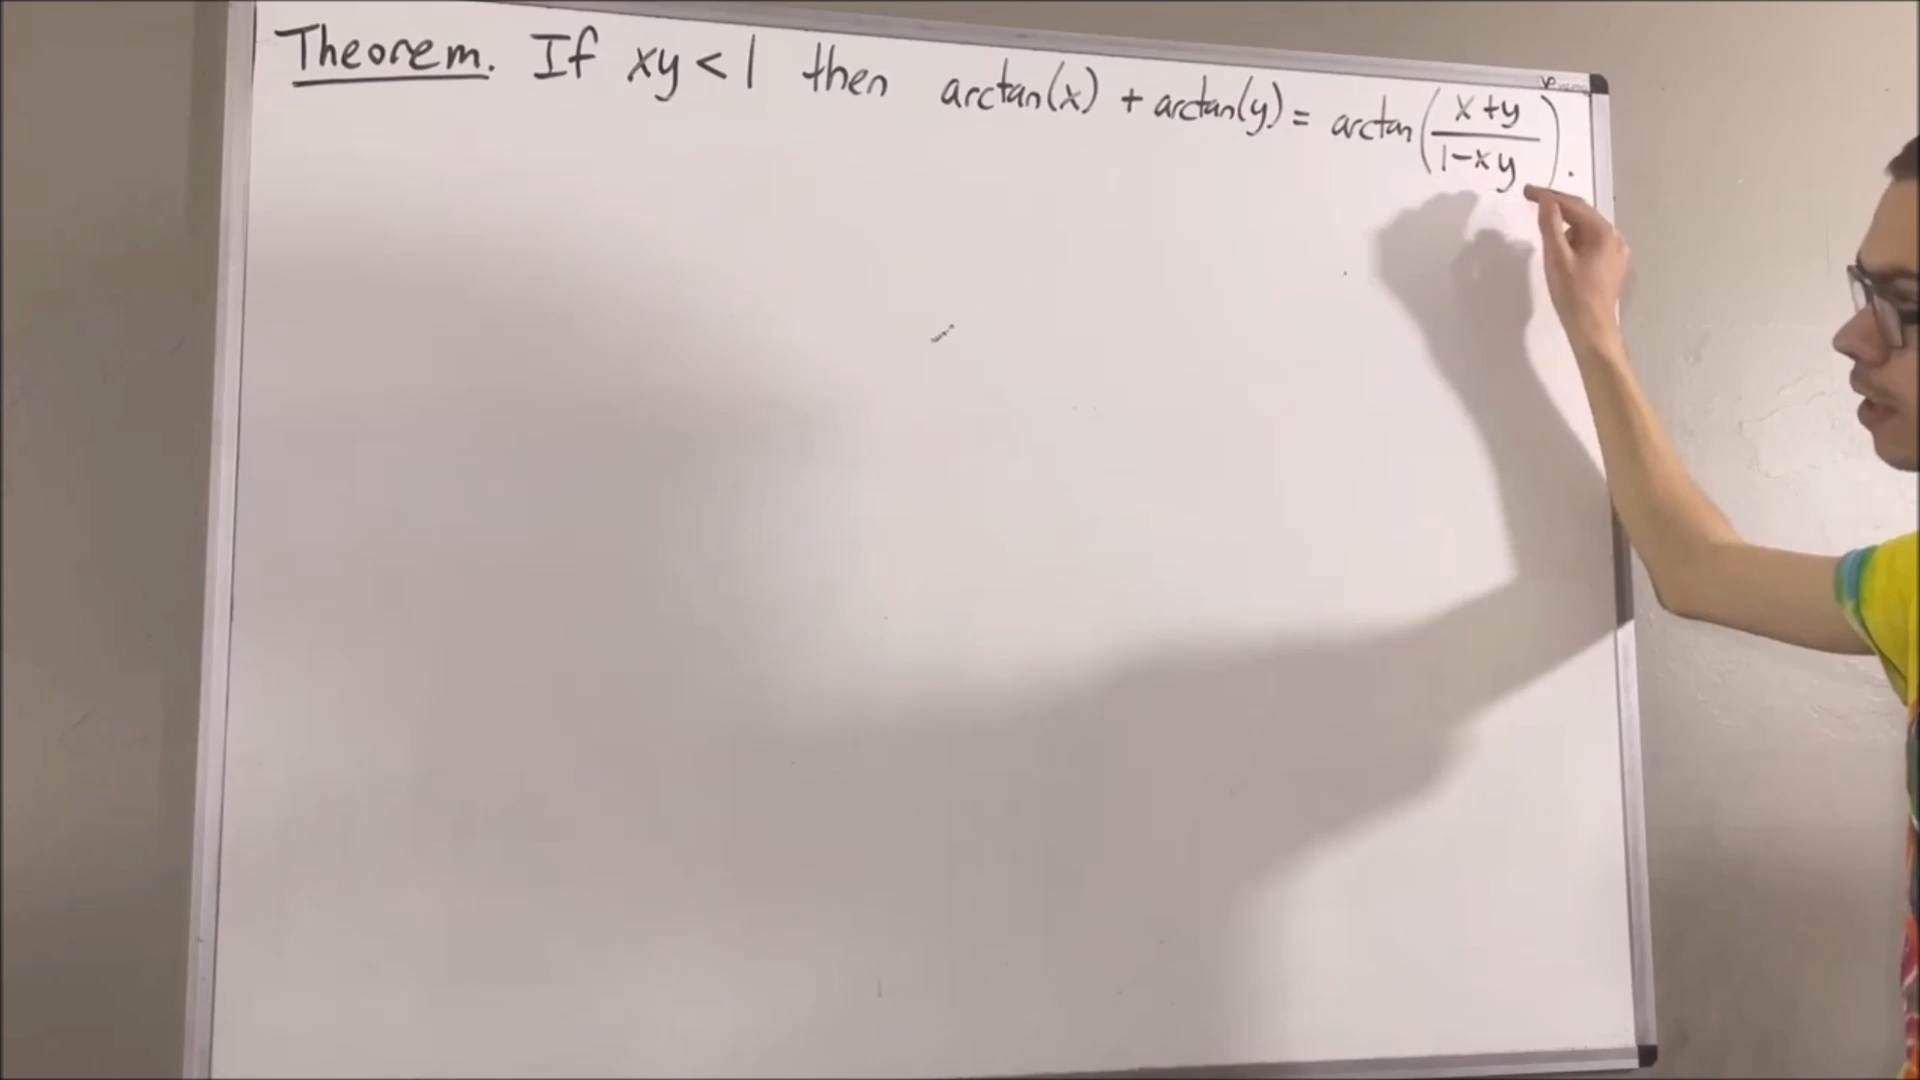 Theorem. If xy < 1 then arctan(x) + arctan(y) = arctan(x+y / 1-xy).